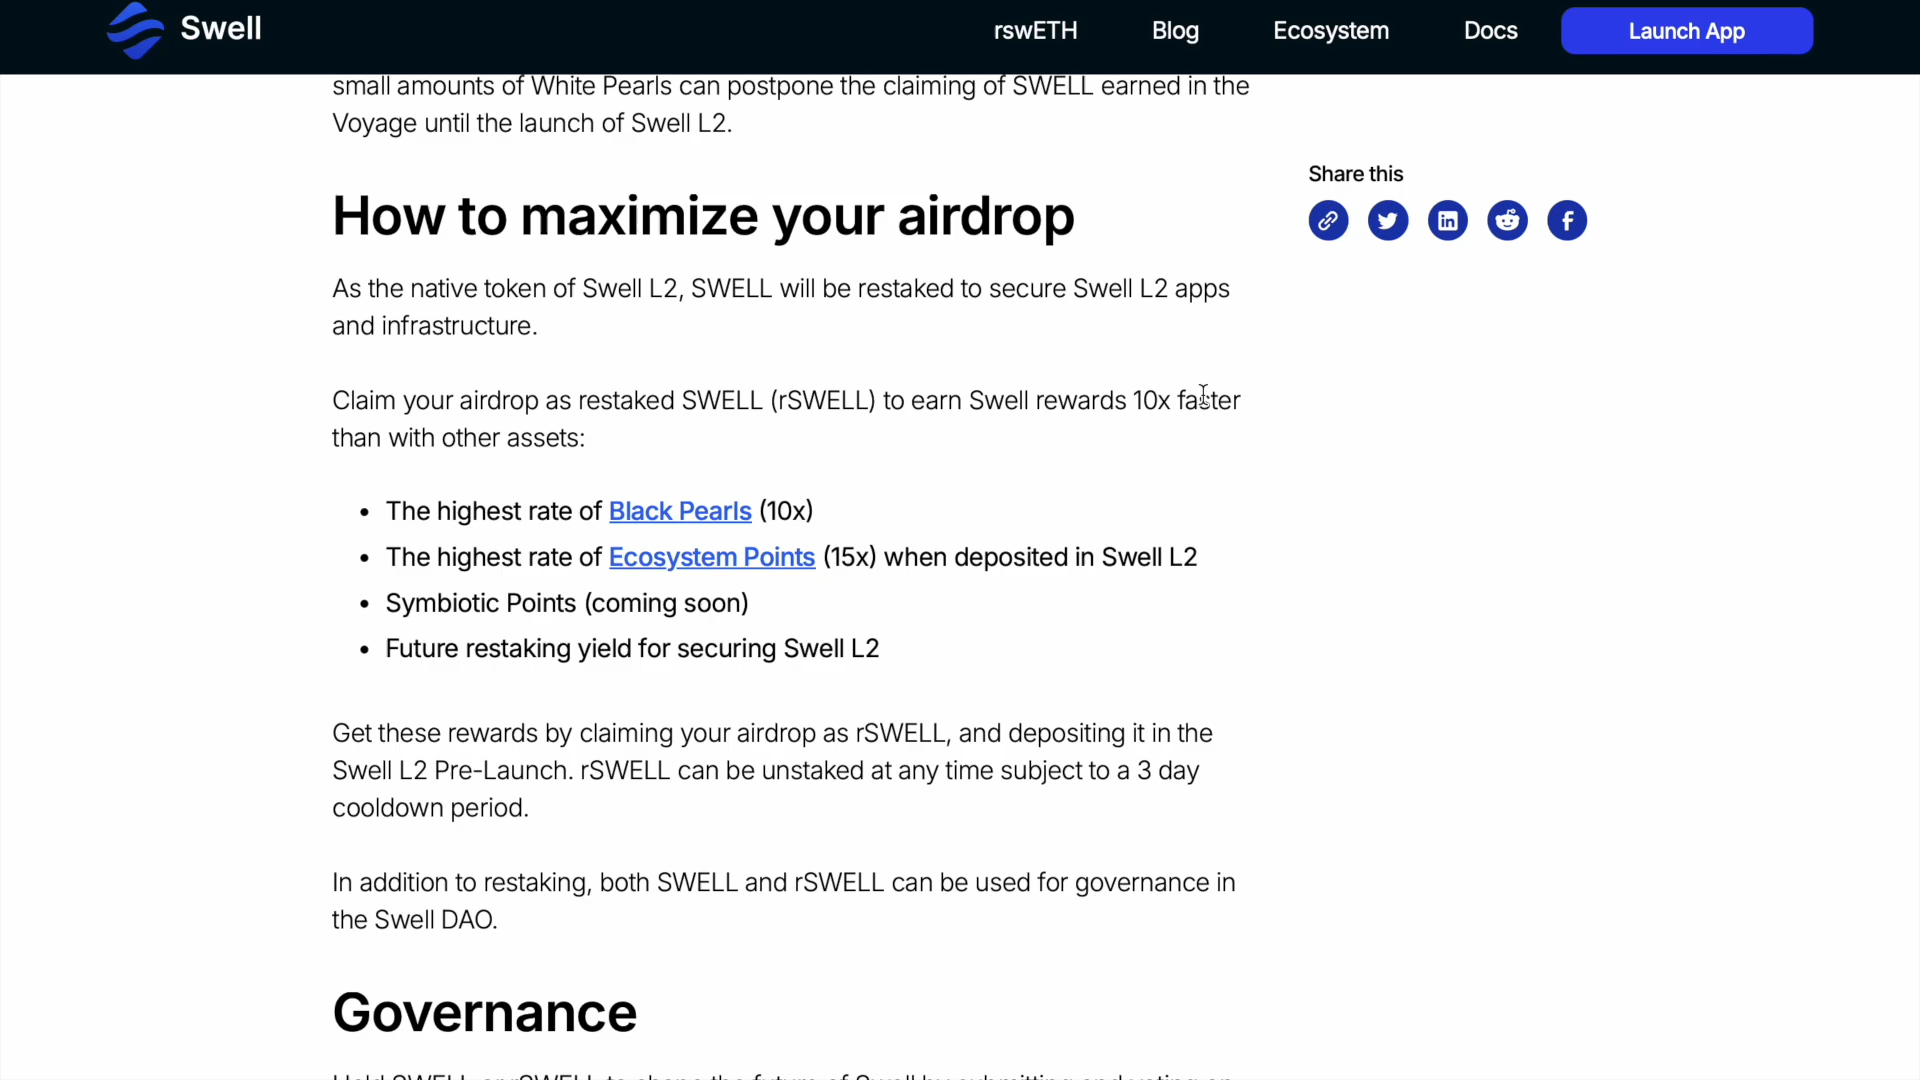 Swell
rswETH Blog Ecosystem Docs Launch App
small amounts of White Pearls can postpone the claiming of SWELL earned in the
Voyage until the launch of Swell L2.
Share this
How to maximize your airdrop
As the native token of Swell L2, SWELL will be restaked to secure Swell L2 apps
and infrastructure.
Claim your airdrop as restaked SWELL (rSWELL) to earn Swell rewards 10x faster
than with other assets:
• The highest rate of Black Pearls (10x)
• The highest rate of Ecosystem Points (15x) when deposited in Swell L2
• Symbiotic Points (coming soon)
• Future restaking yield for securing Swell L2
Get these rewards by claiming your airdrop as rSWELL, and depositing it in the
Swell L2 Pre-Launch. rSWELL can be unstaked at any time subject to a 3 day
cooldown period.
In addition to restaking, both SWELL and rSWELL can be used for governance in
the Swell DAO.
Governance